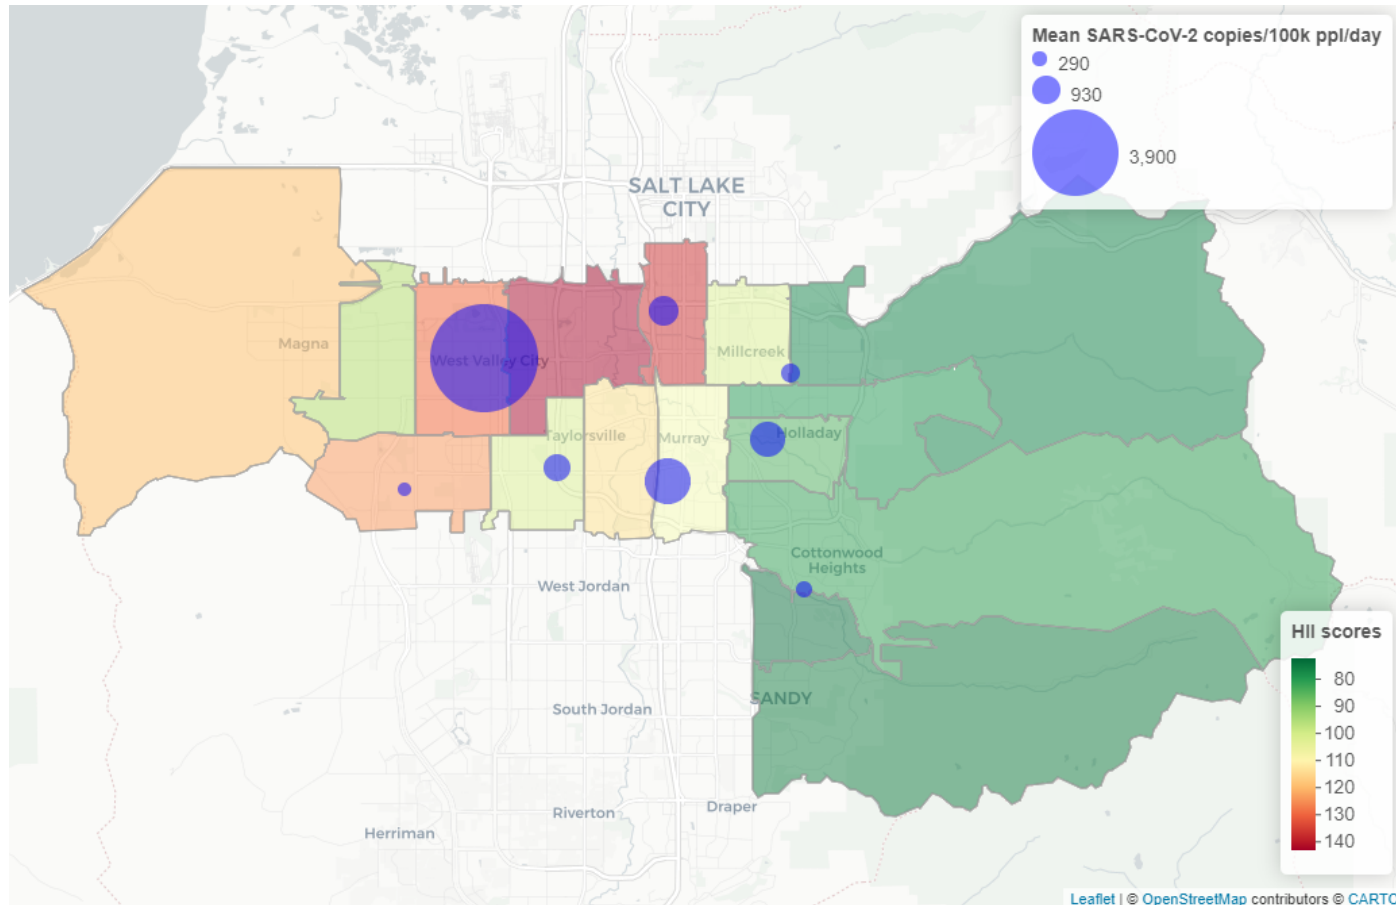 Mean SARS-CoV-2 copies/100k ppl/day
290
930
3,900
SALT LAKE
CITY
Magna
West Valley City
Millcreek
Taylorsville
Murray
Holladay
Cottonwood
Heights
West Jordan
SANDY
South Jordan
Riverton
Draper
Herriman
HII scores
80
90
100
110
120
130
140
Leaflet | © OpenStreetMap contributors © CARTO